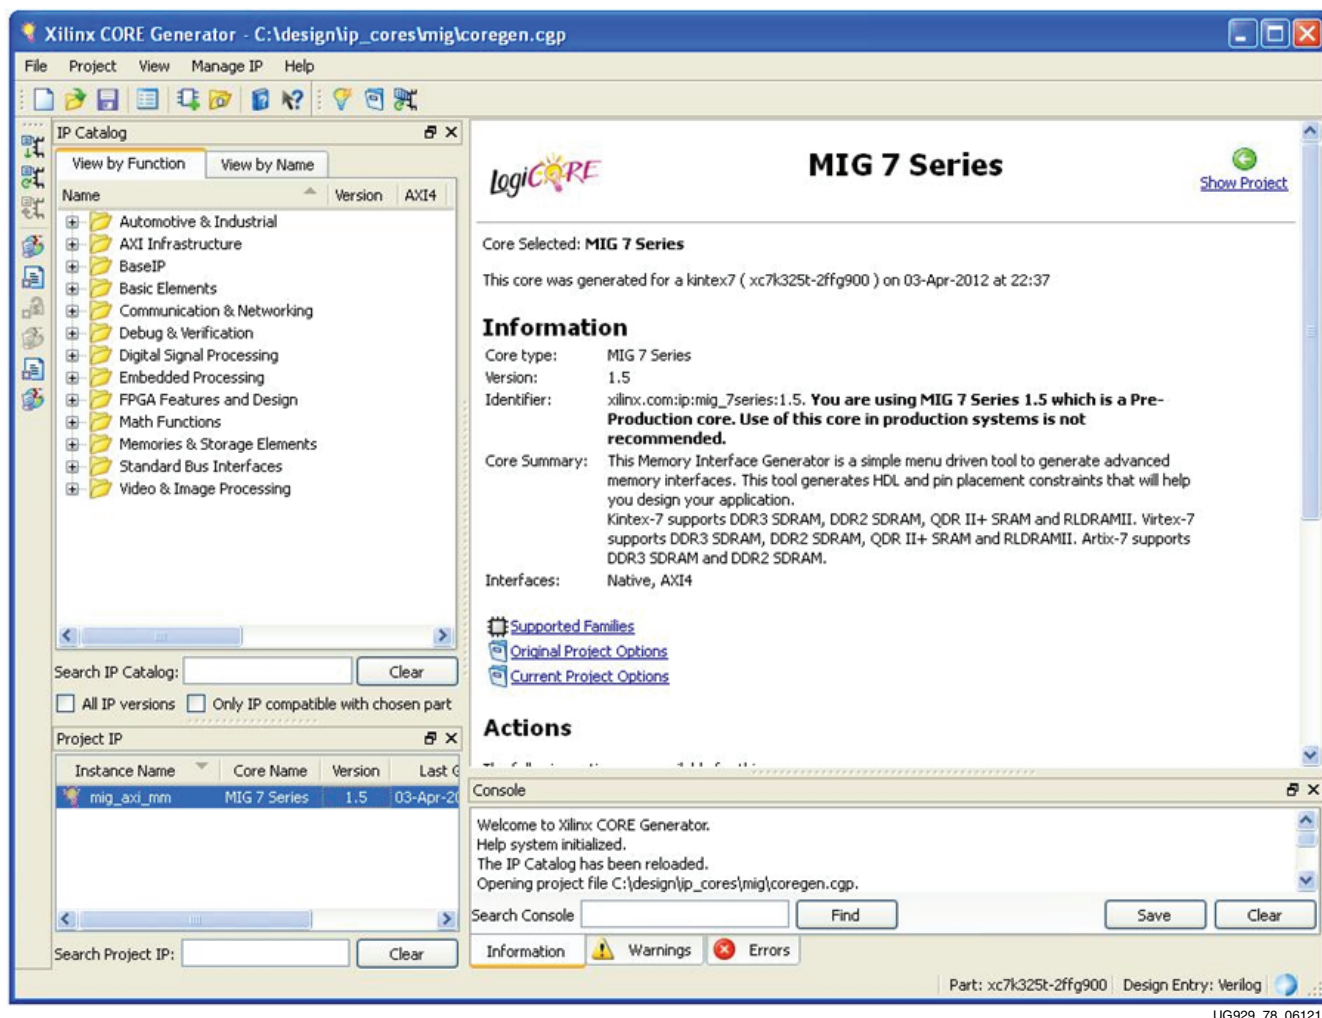 Xilinx CORE Generator - C:\design\ip_cores\mig\coregen.cgp
File Project View Manage IP Help
IP Catalog
View by Function View by Name
Name Version AXI4
Automotive & Industrial
AXI Infrastructure
BaseIP
Basic Elements
Communication & Networking
Debug & Verification
Digital Signal Processing
Embedded Processing
FPGA Features and Design
Math Functions
Memories & Storage Elements
Standard Bus Interfaces
Video & Image Processing
Search IP Catalog: Clear
All IP versions Only IP compatible with chosen part
Project IP
Instance Name Core Name Version Last G
mig_axi_mm MIG 7 Series 1.5 03-Apr-20
Search Project IP: Clear
LogiCORE
MIG 7 Series
Show Project
Core Selected: MIG 7 Series
This core was generated for a kintex7 ( xc7k325t-2ffg900 ) on 03-Apr-2012 at 22:37
Information
Core type: MIG 7 Series
Version: 1.5
Identifier: xilinx.com:ip:mig_7series:1.5. You are using MIG 7 Series 1.5 which is a Pre-
Production core. Use of this core in production systems is not
recommended.
Core Summary: This Memory Interface Generator is a simple menu driven tool to generate advanced
memory interfaces. This tool generates HDL and pin placement constraints that will help
you design your application.
Kintex-7 supports DDR3 SDRAM, DDR2 SDRAM, QDR II+ SRAM and RLDRAMII. Virtex-7
supports DDR3 SDRAM, DDR2 SDRAM, QDR II+ SRAM and RLDRAMII. Artix-7 supports
DDR3 SDRAM and DDR2 SDRAM.
Interfaces: Native, AXI4
Supported Families
Original Project Options
Current Project Options
Actions
Console
Welcome to Xilinx CORE Generator.
Help system initialized.
The IP Catalog has been reloaded.
Opening project file C:\design\ip_cores\mig\coregen.cgp.
Search Console Find Save Clear
Information Warnings Errors
Part: xc7k325t-2ffg900 Design Entry: Verilog
UG929_78_06121